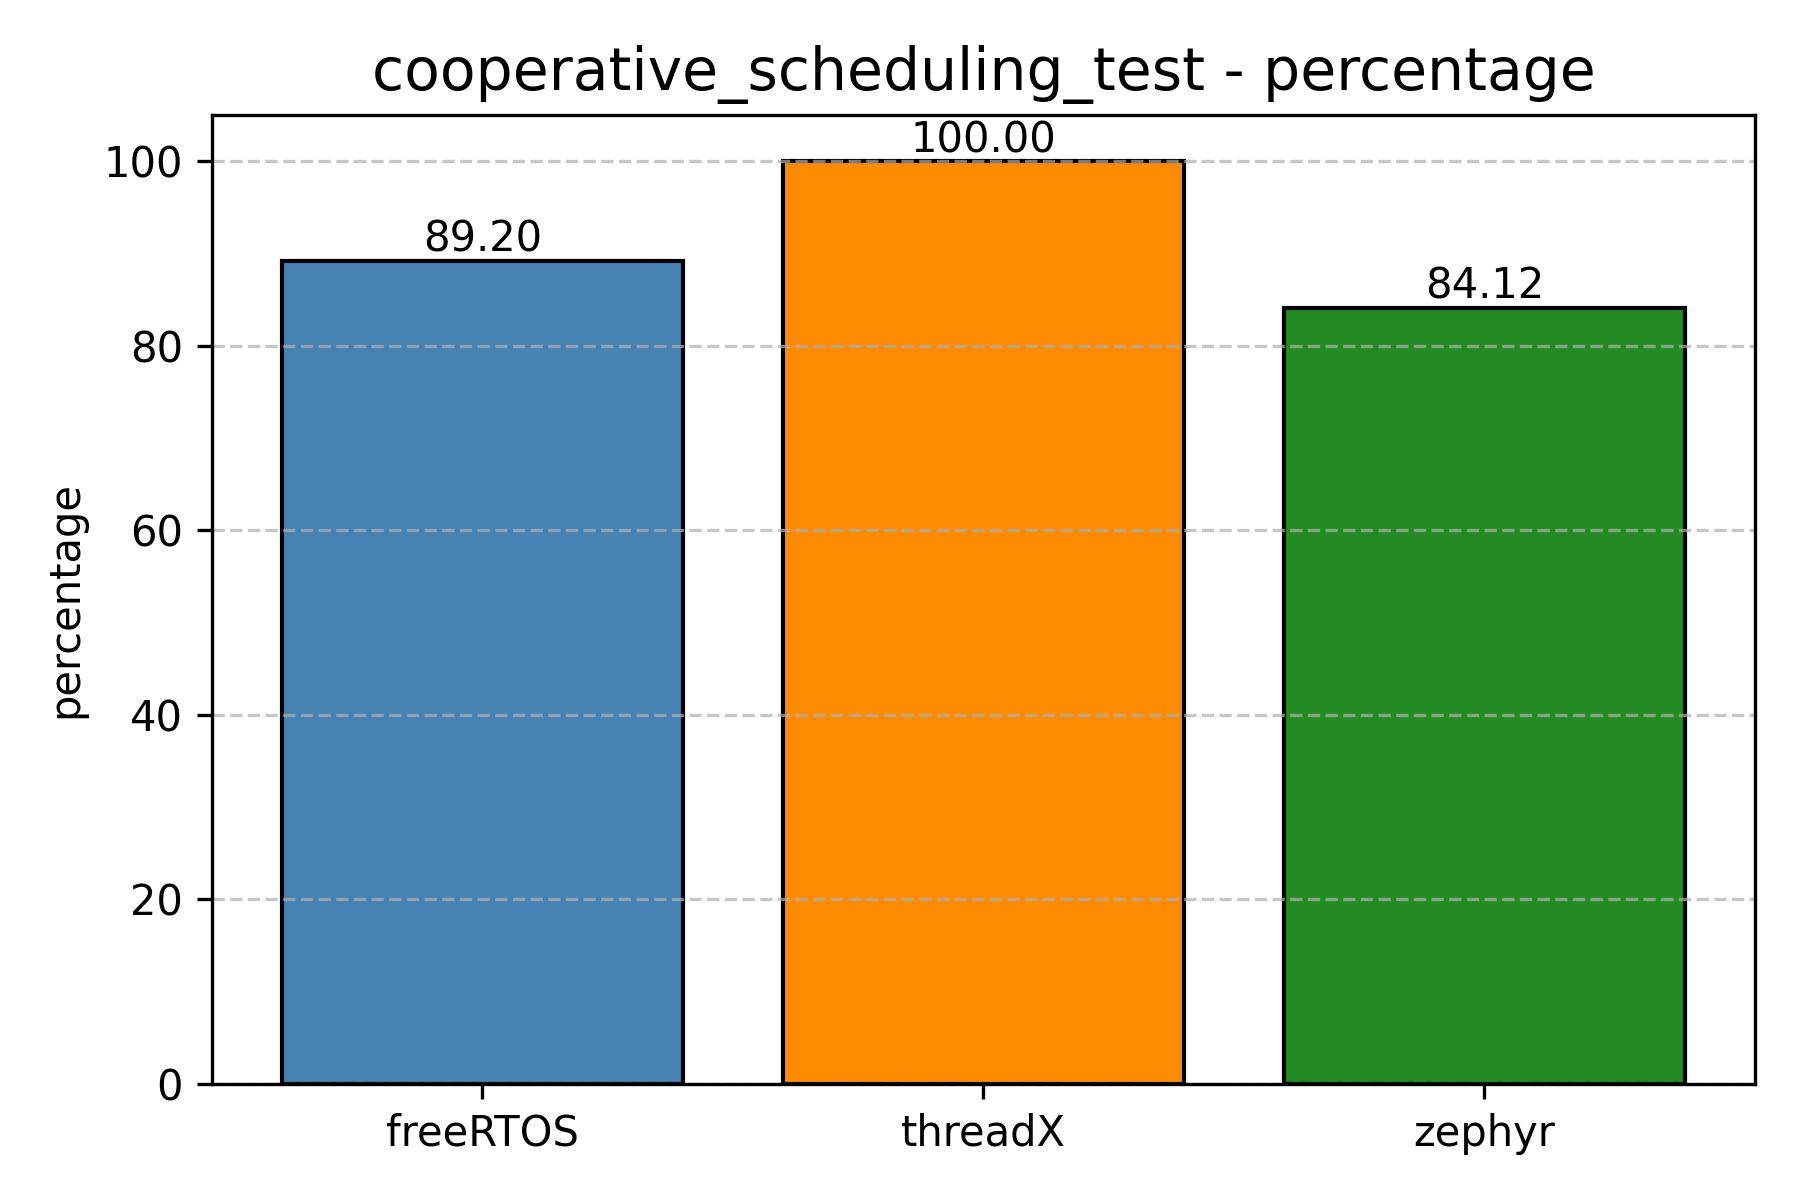 cooperative_scheduling_test - percentage
percentage
100
80
60
40
20
0
89.20
100.00
84.12
freeRTOS
threadX
zephyr